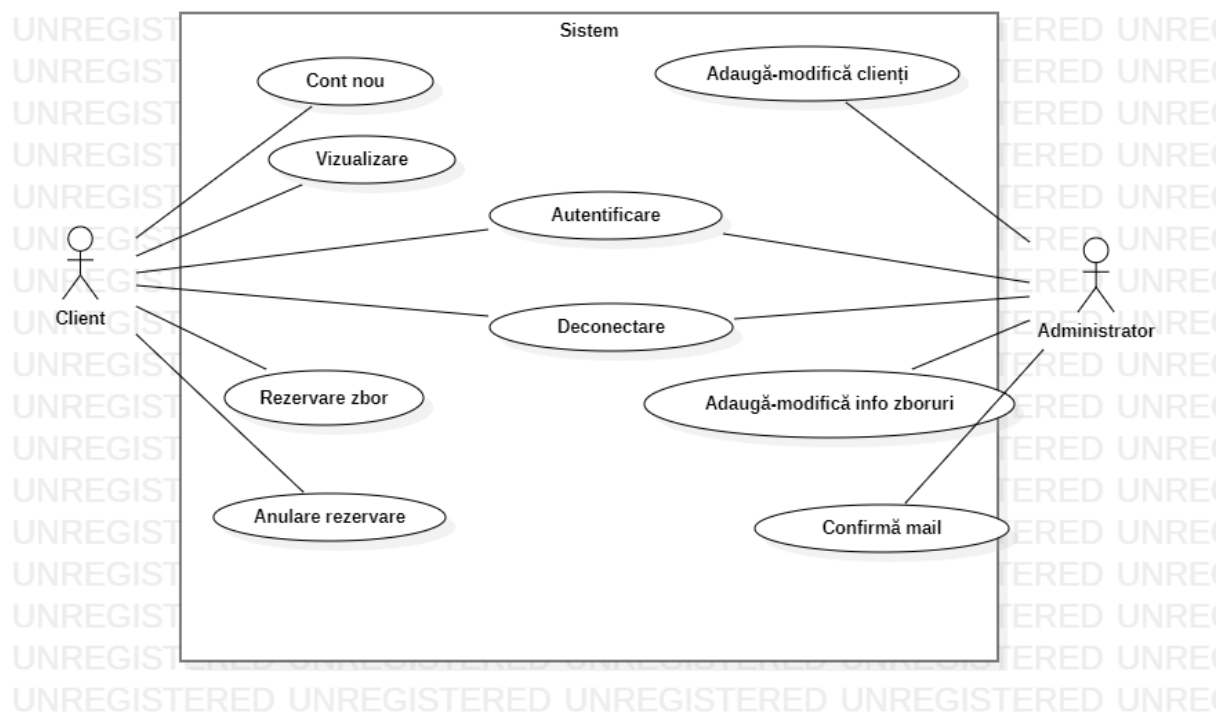 Sistem
Cont nou
Adaugă-modifică clienți
Vizualizare
Autentificare
Client
Administrator
Deconectare
Rezervare zbor
Adaugă-modifică info zboruri
Anulare rezervare
Confirmă mail
UNREGISTERED UNREGISTERED UNREGISTERED UNREGISTERED UNREG